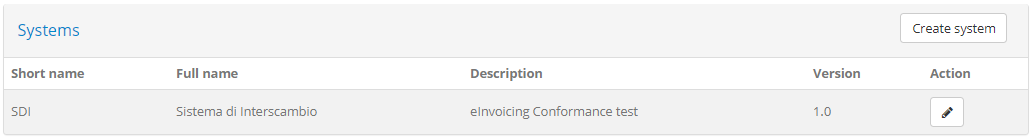 Systems
Create system
Short name Full name Description Version Action
SDI Sistema di Interscambio eInvoicing Conformance test 1.0